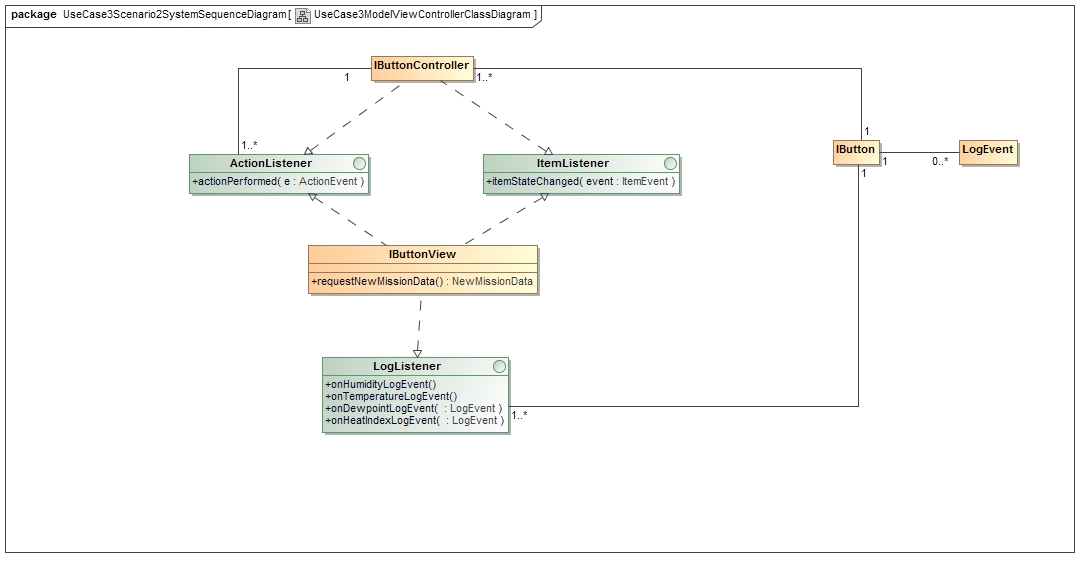 package UseCase3Scenario2SystemSequenceDiagram[ UseCase3ModelViewControllerClassDiagram ]
IButtonController
1
1..*
1..*
1
ActionListener
+actionPerformed( e : ActionEvent )
ItemListener
+itemStateChanged( event : ItemEvent )
IButton
1
0..*
LogEvent
1
IButtonView
+requestNewMissionData() : NewMissionData
LogListener
+onHumidityLogEvent()
+onTemperatureLogEvent()
+onDewpointLogEvent( : LogEvent )
+onHeatIndexLogEvent( : LogEvent )
1..*